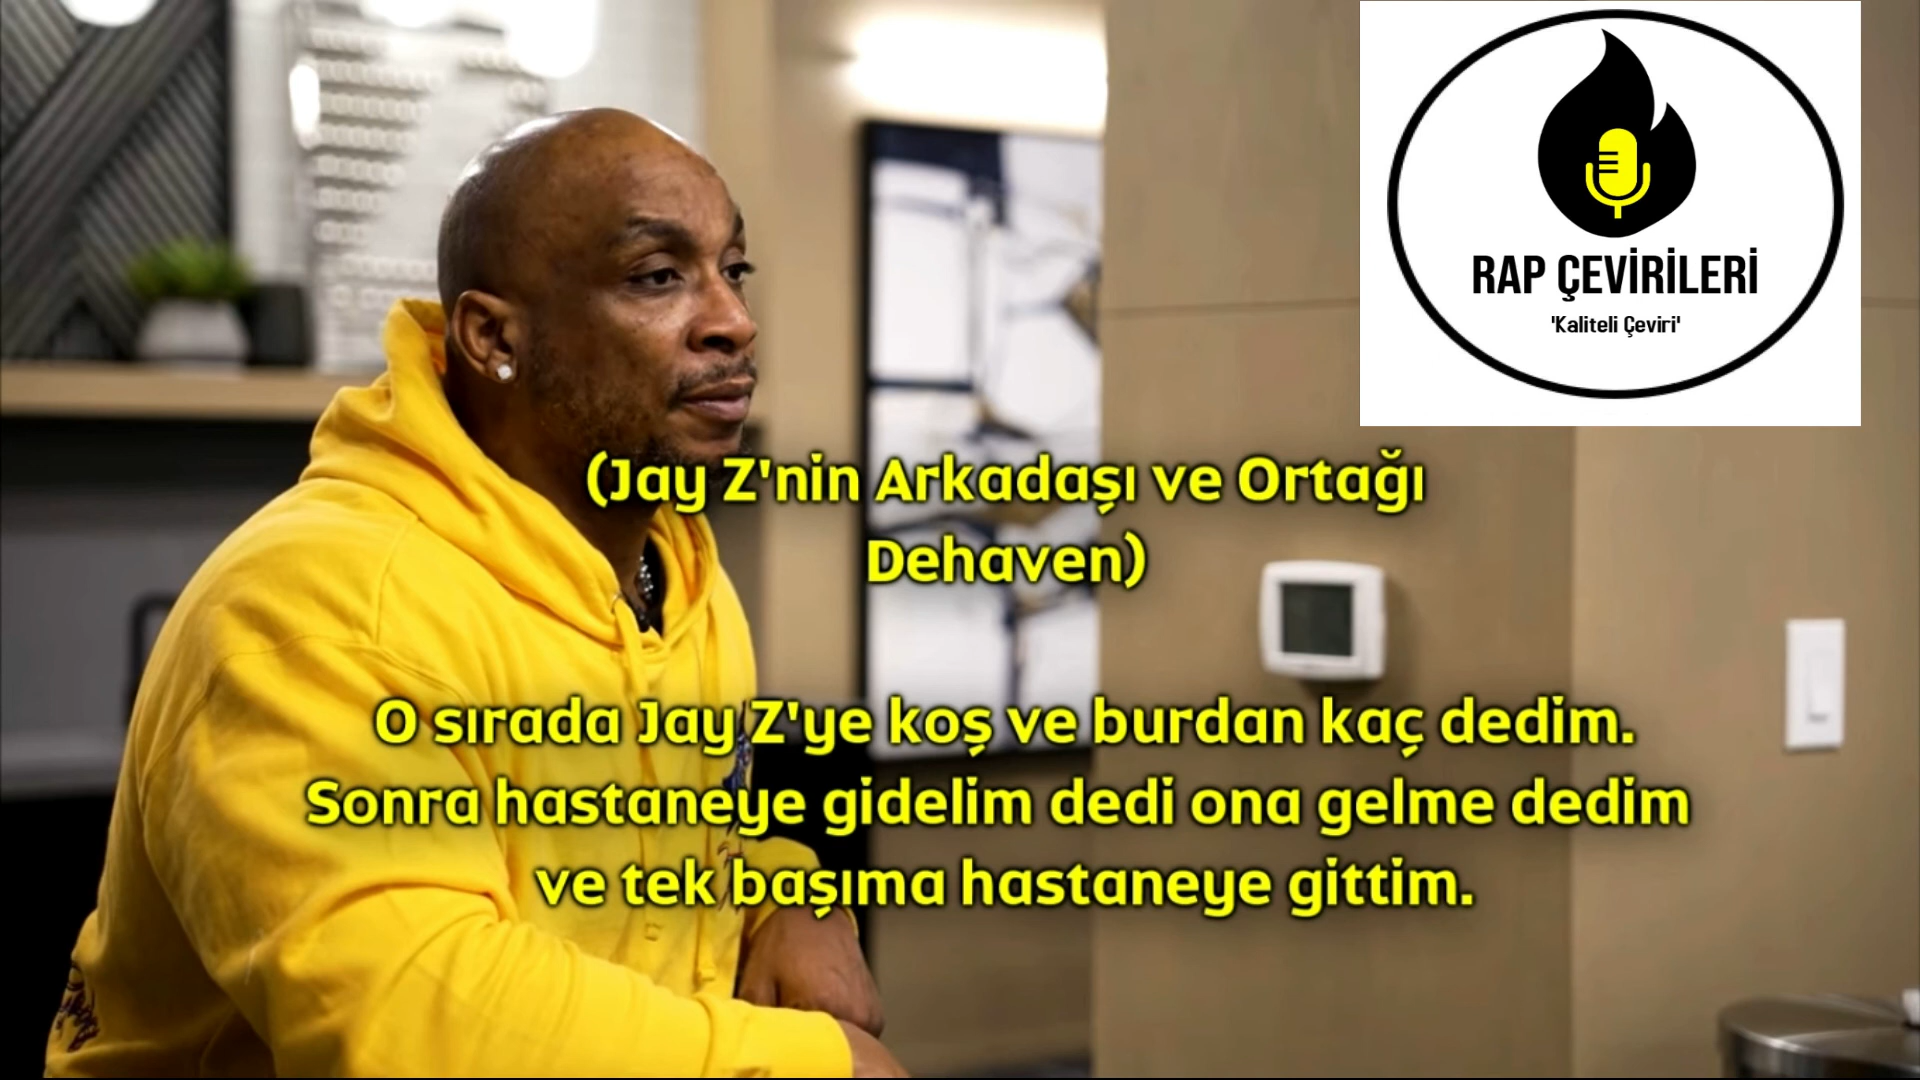 RAP ÇEVİRİLERİ
'Kaliteli Çeviri'
(Jay Z'nin Arkadaşı ve Ortağı
Dehaven)
O sırada Jay Z'ye koş ve burdan kaç dedim.
Sonra hastaneye gidelim dedi ona gelme dedim
ve tek başıma hastaneye gittim.